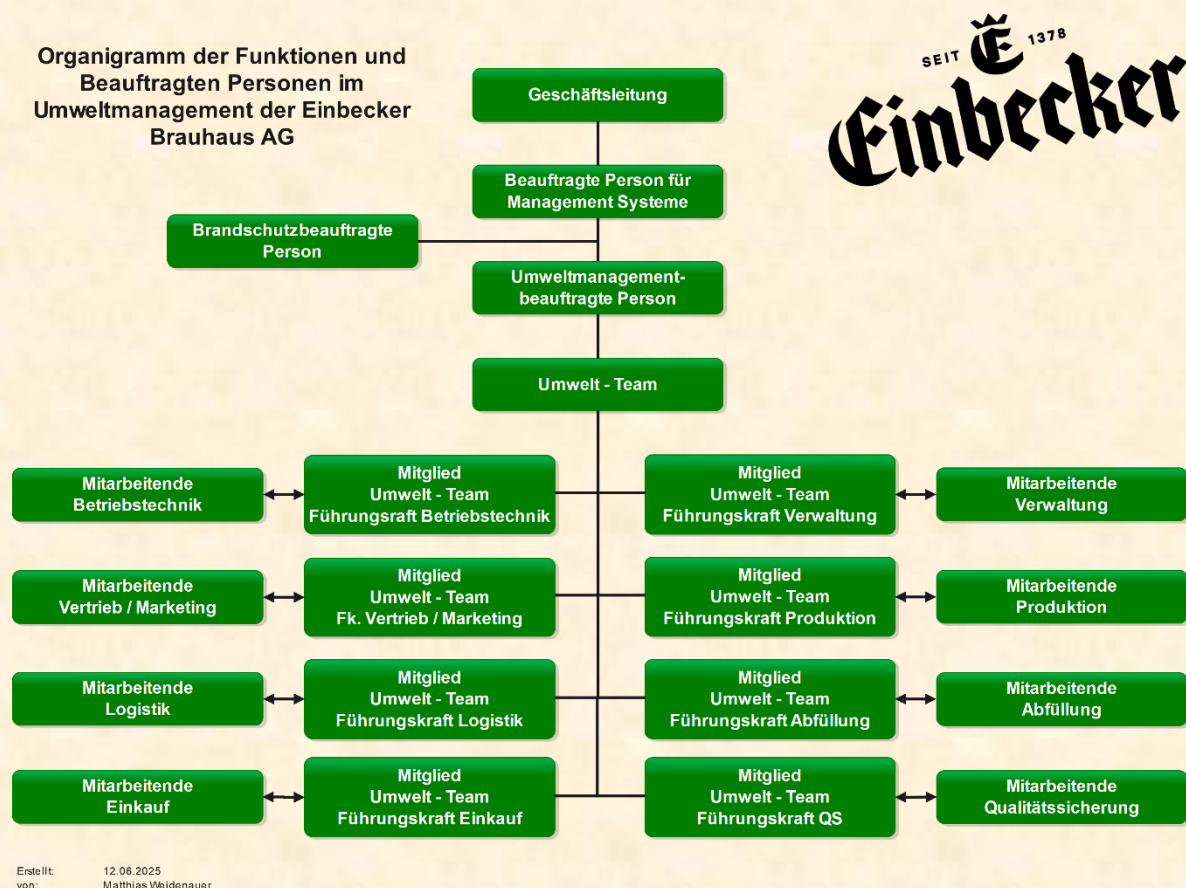 Organigramm der Funktionen und
Beauftragten Personen im
Umweltmanagement der Einbecker
Brauhaus AG
SEIT E 1378
Einbecker
Geschäftsleitung
Beauftragte Person für
Management Systeme
Brandschutzbeauftragte
Person
Umweltmanagement-
beauftragte Person
Umwelt - Team
Mitarbeitende
Betriebstechnik
Mitglied
Umwelt - Team
Führungsraft Betriebstechnik
Mitglied
Umwelt - Team
Führungskraft Verwaltung
Mitarbeitende
Verwaltung
Mitarbeitende
Vertrieb / Marketing
Mitglied
Umwelt - Team
Fk. Vertrieb / Marketing
Mitglied
Umwelt - Team
Führungskraft Produktion
Mitarbeitende
Produktion
Mitarbeitende
Logistik
Mitglied
Umwelt - Team
Führungskraft Logistik
Mitglied
Umwelt - Team
Führungskraft Abfüllung
Mitarbeitende
Abfüllung
Mitarbeitende
Einkauf
Mitglied
Umwelt - Team
Führungskraft Einkauf
Mitglied
Umwelt - Team
Führungskraft QS
Mitarbeitende
Qualitätssicherung
Erstellt: 12.06.2025
von: Matthias Weidenauer